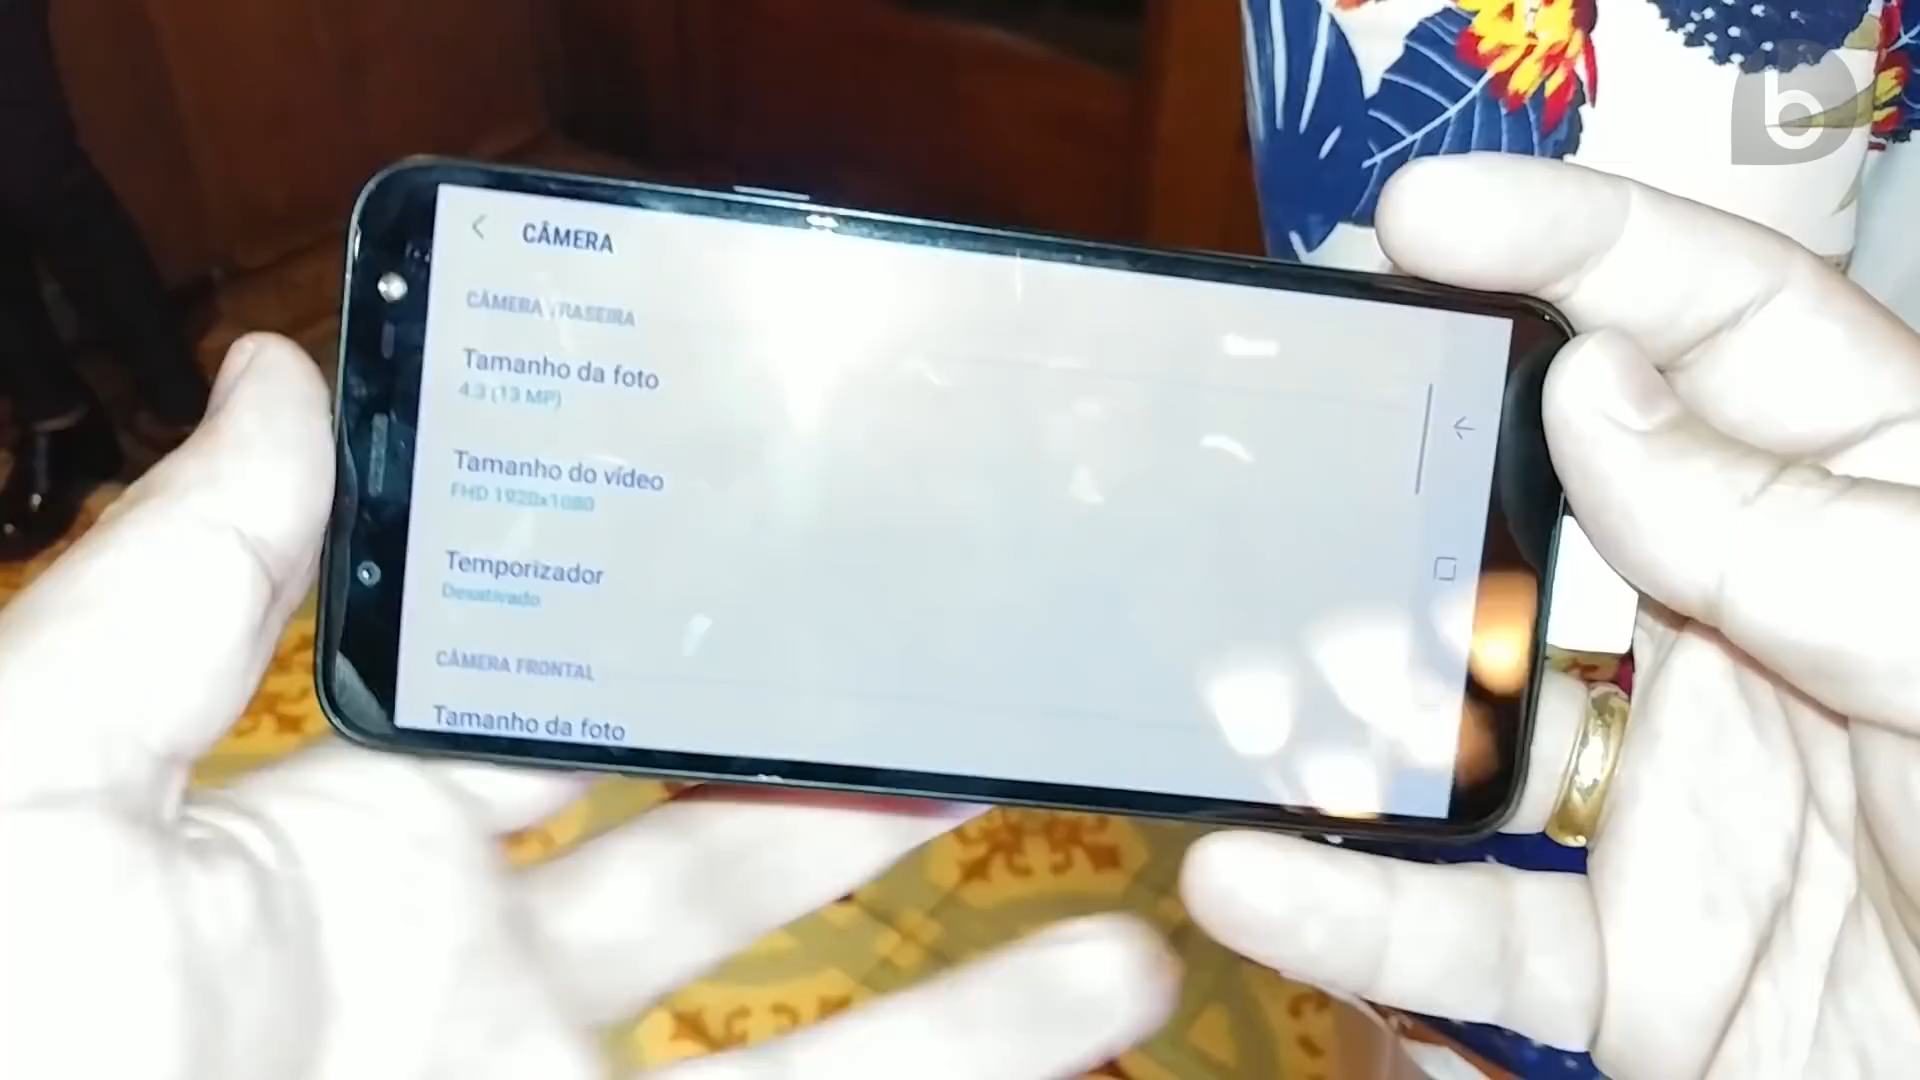 CÂMERA
CÂMERA TRASEIRA
Tamanho da foto
4:3 (13 MP)
Tamanho do vídeo
FHD 1920x1080
Temporizador
Desativado
CÂMERA FRONTAL
Tamanho da foto
b